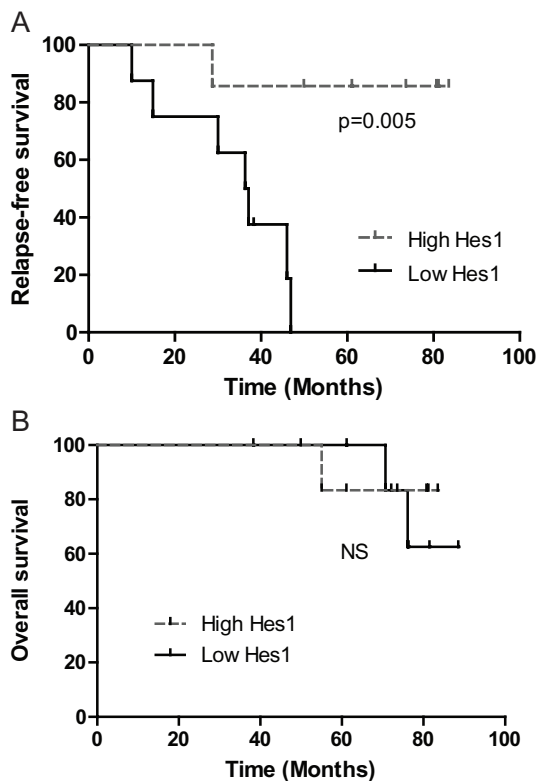 A
100
80
60
40
20
0
Relapse-free survival
p=0.005
High Hes1
Low Hes1
0 20 40 60 80 100
Time (Months)
B
100
80
60
40
20
0
Overall survival
NS
High Hes1
Low Hes1
0 20 40 60 80 100
Time (Months)